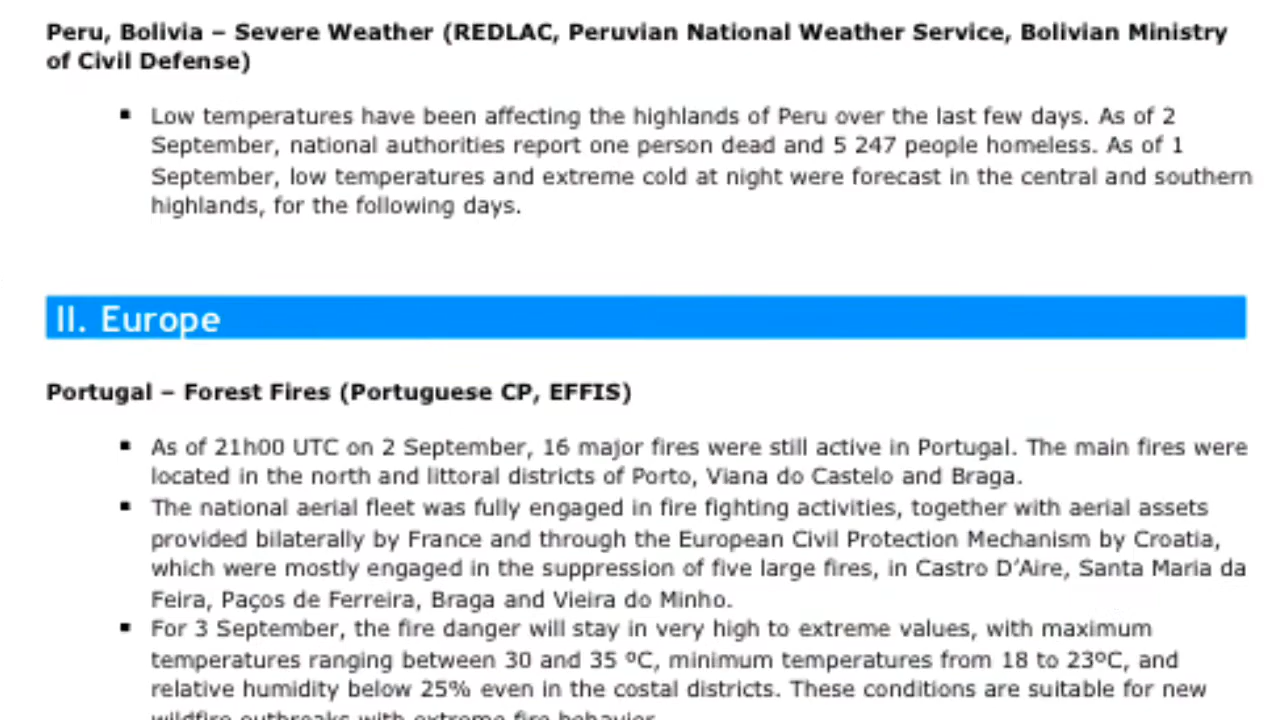 Peru, Bolivia – Severe Weather (REDLAC, Peruvian National Weather Service, Bolivian Ministry
of Civil Defense)
▪ Low temperatures have been affecting the highlands of Peru over the last few days. As of 2
September, national authorities report one person dead and 5 247 people homeless. As of 1
September, low temperatures and extreme cold at night were forecast in the central and southern
highlands, for the following days.
II. Europe
Portugal – Forest Fires (Portuguese CP, EFFIS)
▪ As of 21h00 UTC on 2 September, 16 major fires were still active in Portugal. The main fires were
located in the north and littoral districts of Porto, Viana do Castelo and Braga.
▪ The national aerial fleet was fully engaged in fire fighting activities, together with aerial assets
provided bilaterally by France and through the European Civil Protection Mechanism by Croatia,
which were mostly engaged in the suppression of five large fires, in Castro D’Aire, Santa Maria da
Feira, Paços de Ferreira, Braga and Vieira do Minho.
▪ For 3 September, the fire danger will stay in very high to extreme values, with maximum
temperatures ranging between 30 and 35 ºC, minimum temperatures from 18 to 23ºC, and
relative humidity below 25% even in the costal districts. These conditions are suitable for new
wildfire outbreaks with extreme fire behavior.